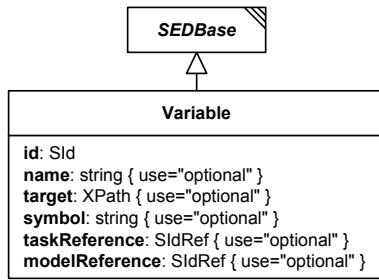 SEDBase
Variable
id: SId
name: string { use="optional" }
target: XPath { use="optional" }
symbol: string { use="optional" }
taskReference: SIdRef { use="optional" }
modelReference: SIdRef { use="optional" }